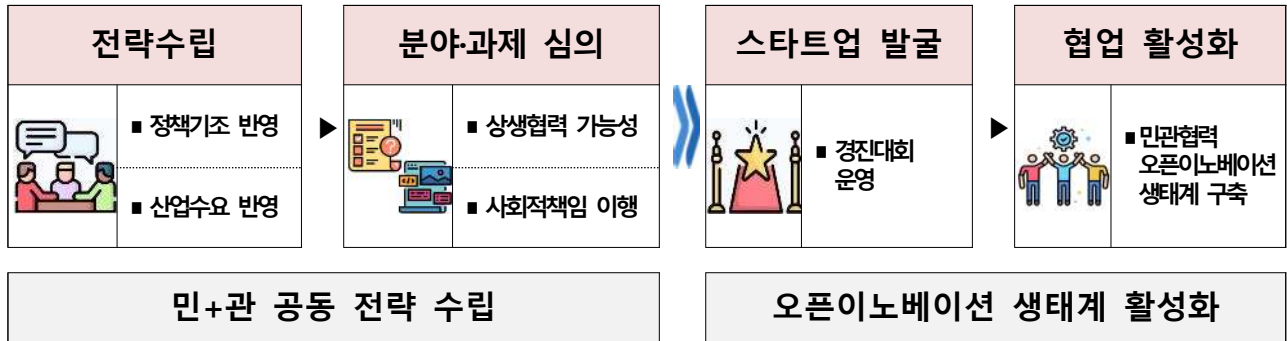 전략수립
■ 정책기조 반영
■ 산업수요 반영
▶
분야·과제 심의
■ 상생협력 가능성
■ 사회적책임 이행
스타트업 발굴
■ 경진대회
운영
▶
협업 활성화
■ 민관협력
오픈이노베이션
생태계 구축
민+관 공동 전략 수립
오픈이노베이션 생태계 활성화